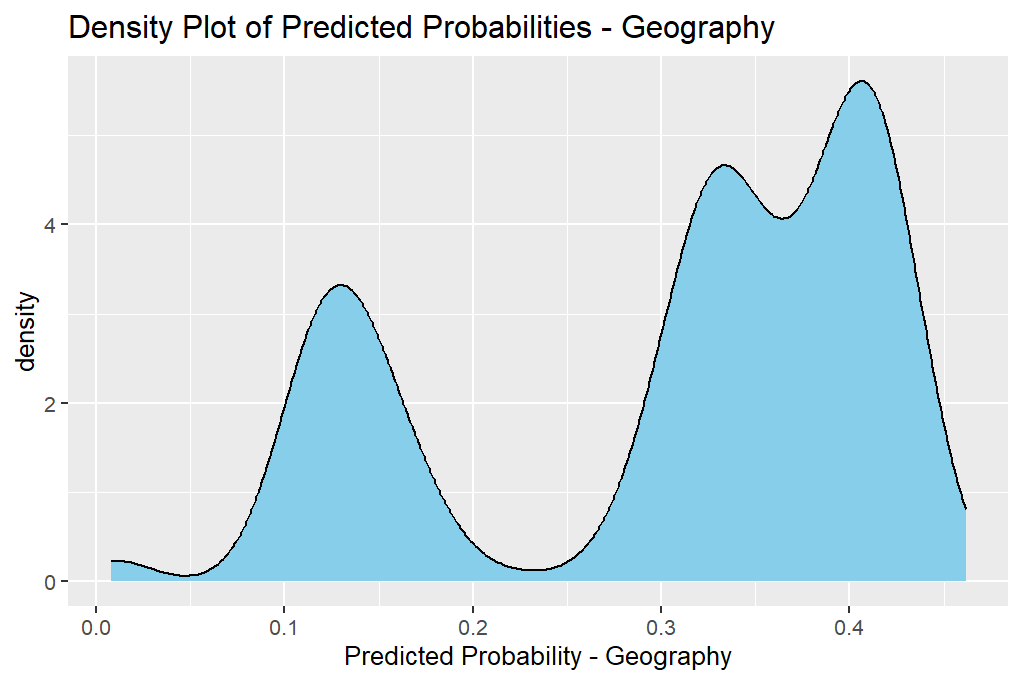 Density Plot of Predicted Probabilities - Geography
density
4
2
0
0.0 0.1 0.2 0.3 0.4
Predicted Probability - Geography